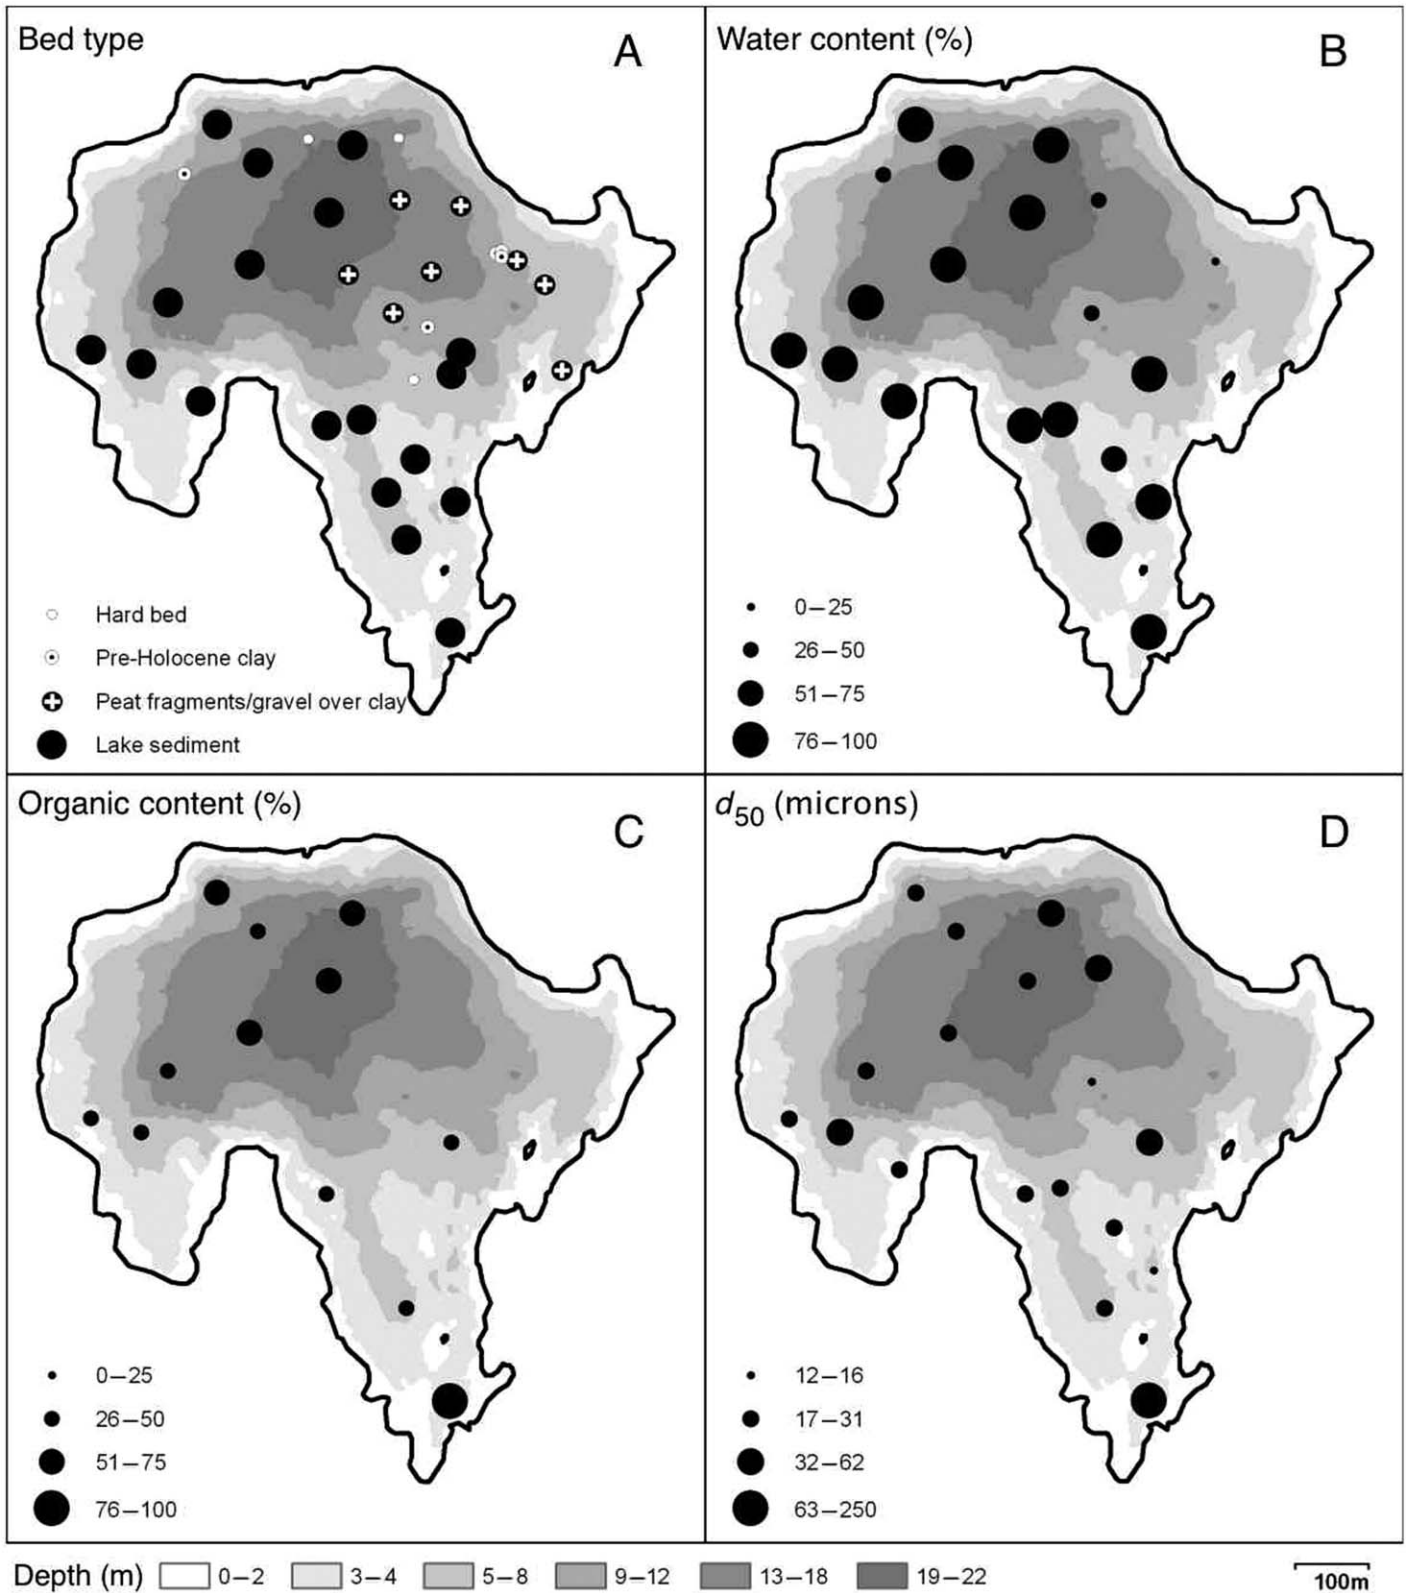 Bed type
A
Hard bed
Pre-Holocene clay
Peat fragments/gravel over clay
Lake sediment
Water content (%)
B
0–25
26–50
51–75
76–100
Organic content (%)
C
0–25
26–50
51–75
76–100
d50 (microns)
D
12–16
17–31
32–62
63–250
Depth (m) 0–2 3–4 5–8 9–12 13–18 19–22
100m